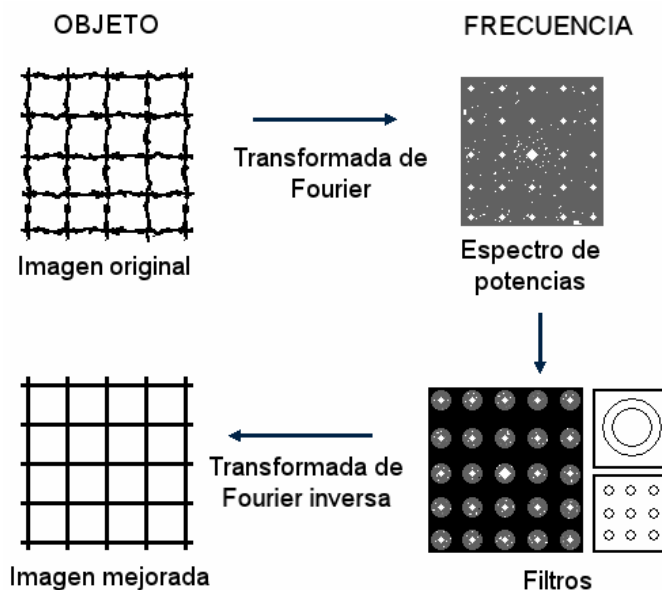 OBJETO
FRECUENCIA
Transformada de
Fourier
Imagen original
Espectro de
potencias
Transformada de
Fourier inversa
Imagen mejorada
Filtros